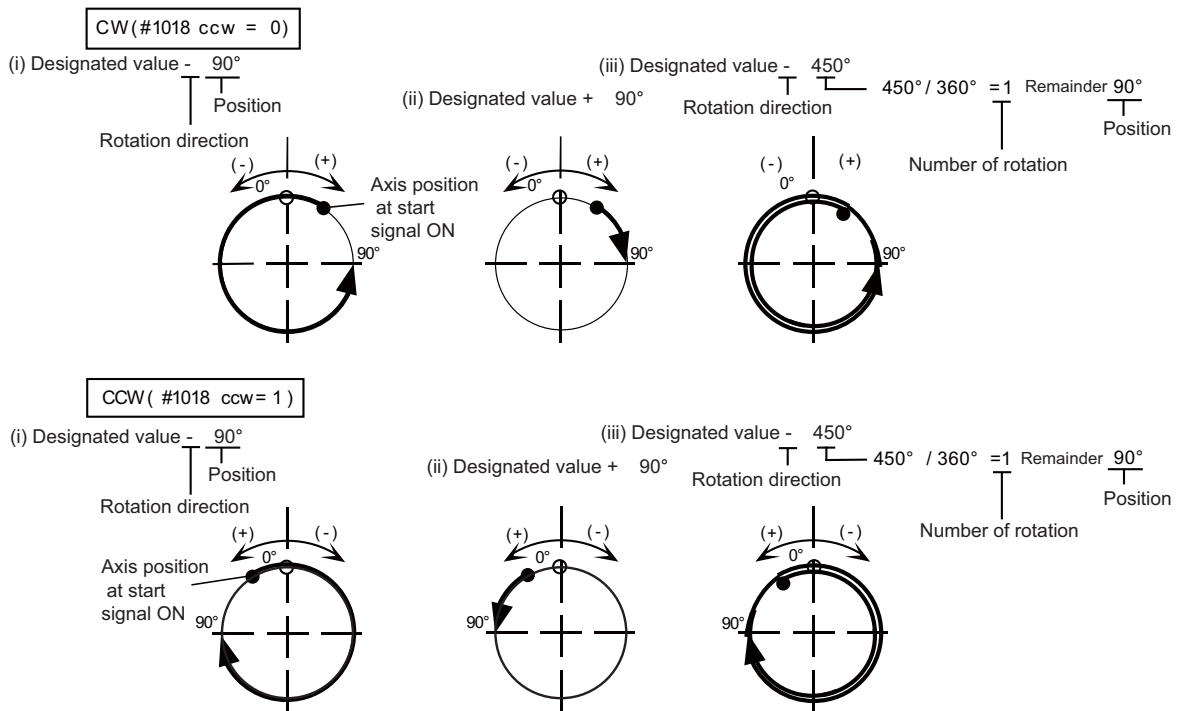 CW(#1018 ccw = 0)
(i) Designated value - 90°
Position
Rotation direction
(ii) Designated value + 90°
(iii) Designated value - 450°
450° / 360° =1 Remainder 90°
Rotation direction
Position
Number of rotation
(-) (+)
0°
Axis position
at start
signal ON
90°
(-) (+)
0°
90°
(-) (+)
0°
90°
CCW( #1018 ccw= 1)
(i) Designated value - 90°
Position
Rotation direction
(ii) Designated value + 90°
(iii) Designated value - 450°
450° / 360° =1 Remainder 90°
Rotation direction
Position
Number of rotation
(+) (-)
0°
Axis position
at start
signal ON
90°
(+) (-)
0°
90°
(+) (-)
0°
90°